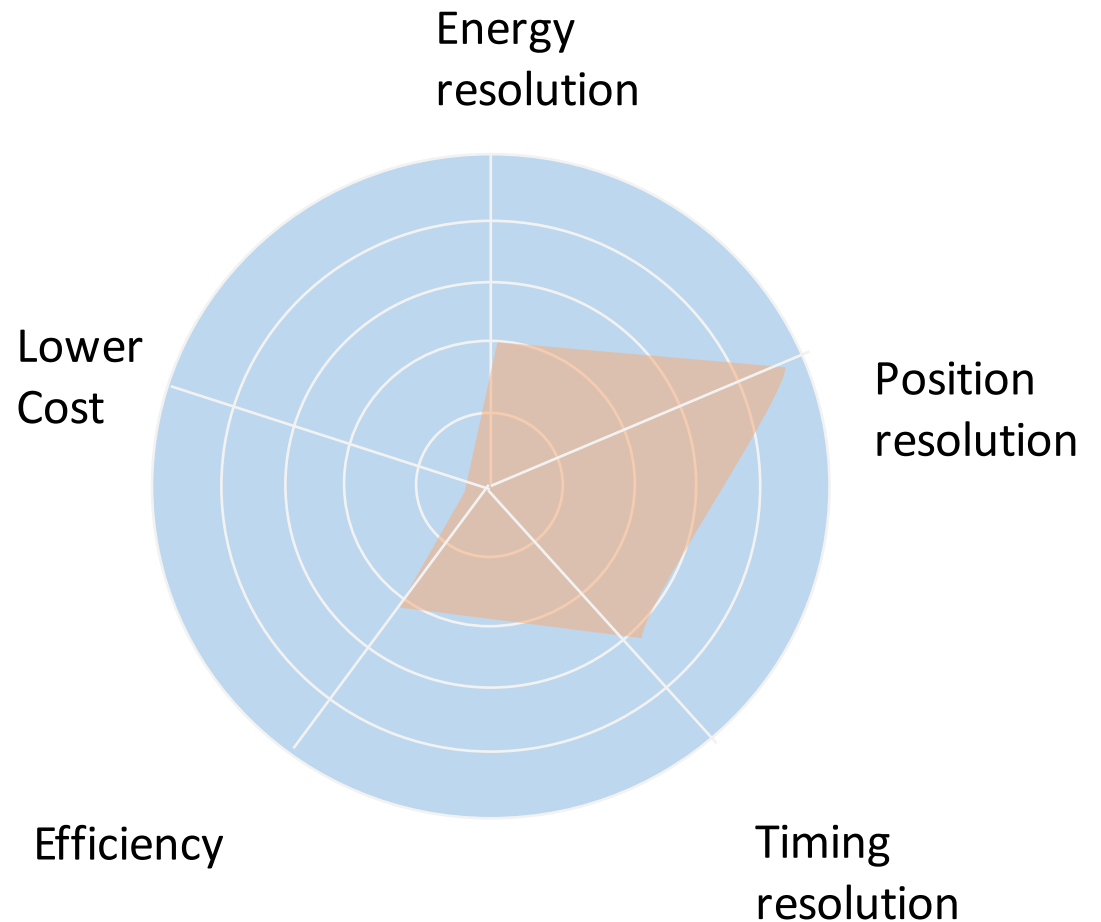 Energy
resolution
Lower
Cost
Position
resolution
Efficiency
Timing
resolution